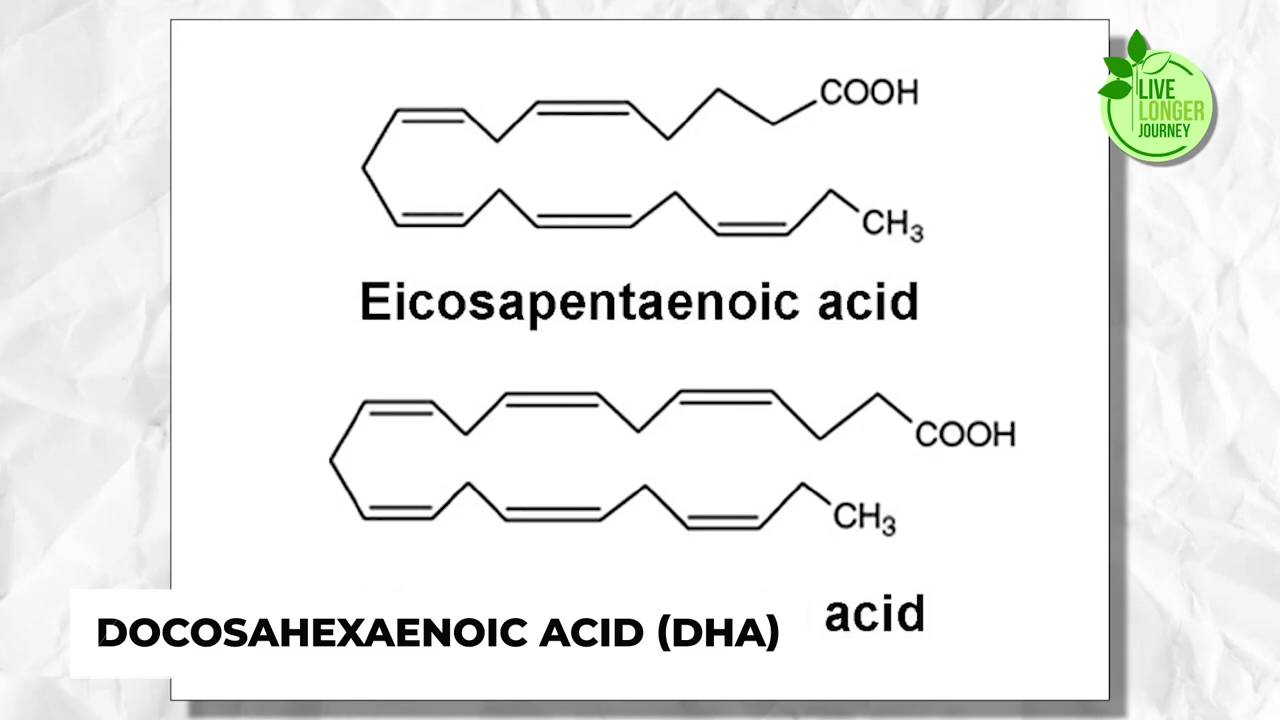 COOH
LIVE
LONGER
JOURNEY
CH₃
Eicosapentaenoic acid
COOH
CH₃
acid
DOCOSAHEXAENOIC ACID (DHA)